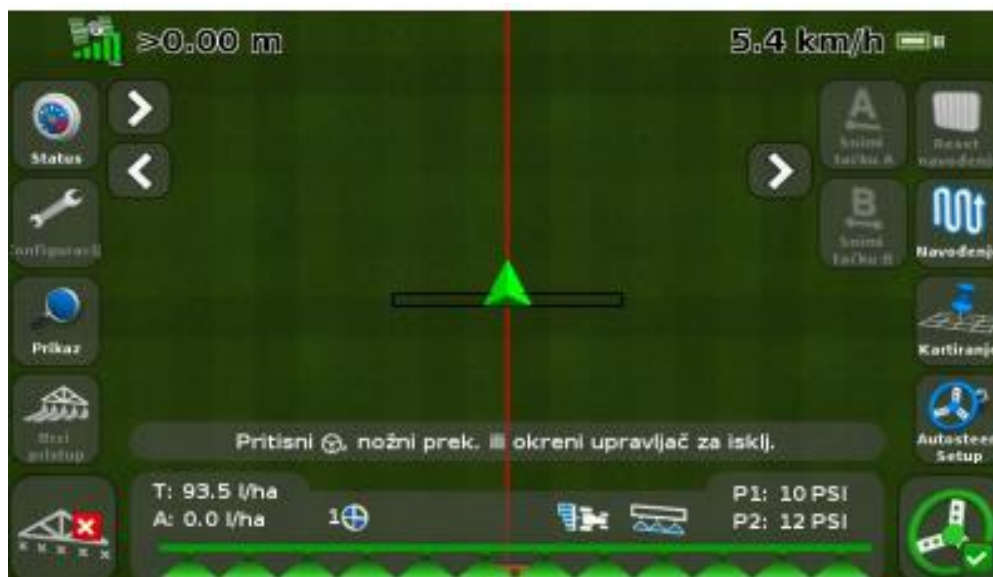 >0.00 m
5.4 km/h
Status
Prikaz
A
Snimi
tačku A
B
Snimi
tačku B
Reset
Navođenje
Kartiranje
Autosteer
Setup
Brzi
pristup
Pritisni , nožni prek. okreni upravljač za isklj.
T: 93.5 l/ha
A: 0.0 l/ha
1
P1: 10 PSI
P2: 12 PSI